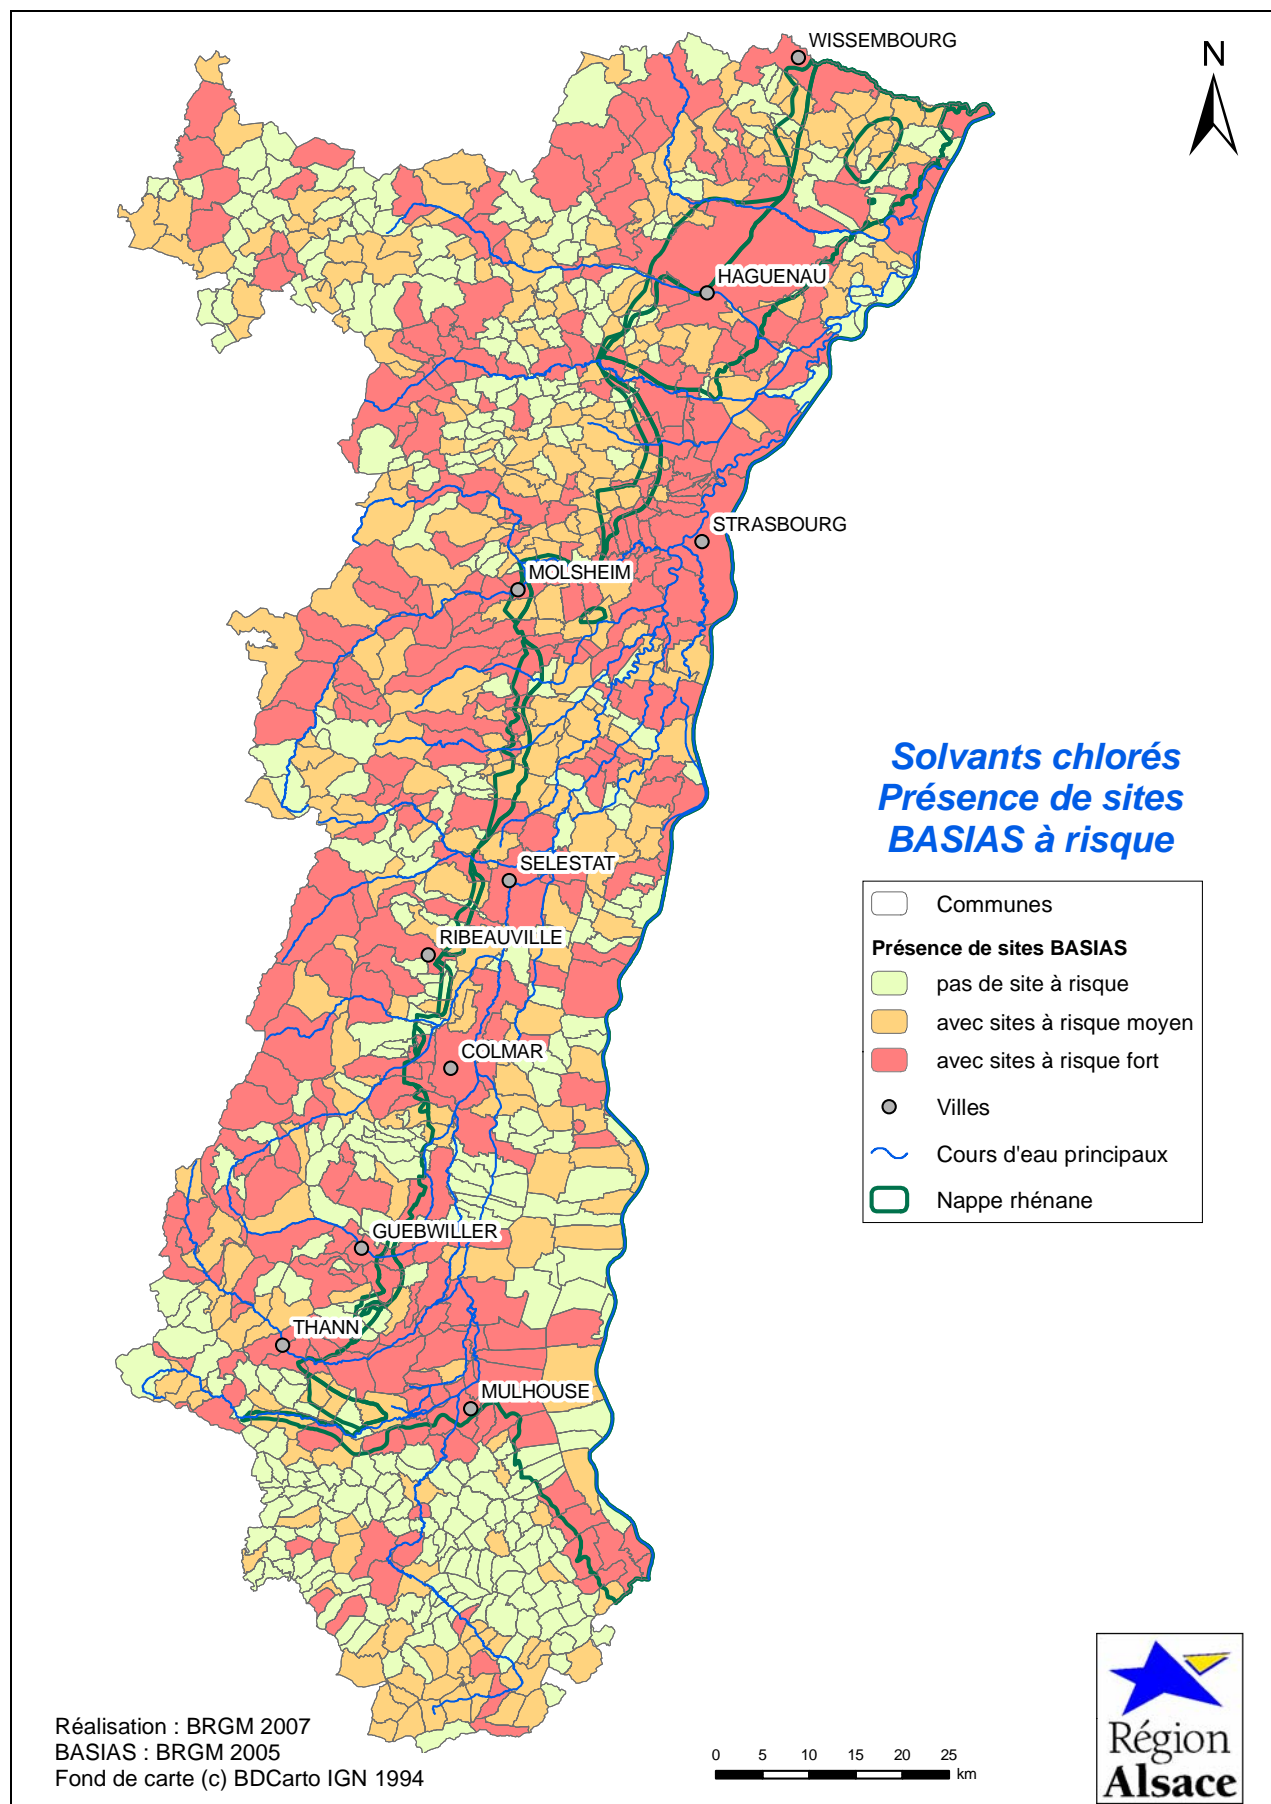 WISSEMBOURG
N
HAGUENAU
STRASBOURG
MOLSHEIM
Solvants chlorés
Présence de sites
BASIAS à risque
SELESTAT
Communes
Présence de sites BASIAS
pas de site à risque
avec sites à risque moyen
avec sites à risque fort
Villes
Cours d'eau principaux
Nappe rhénane
RIBEAUVILLE
COLMAR
GUEBWILLER
THANN
MULHOUSE
Réalisation : BRGM 2007
BASIAS : BRGM 2005
Fond de carte (c) BDCarto IGN 1994
0 5 10 15 20 25
km
Région
Alsace